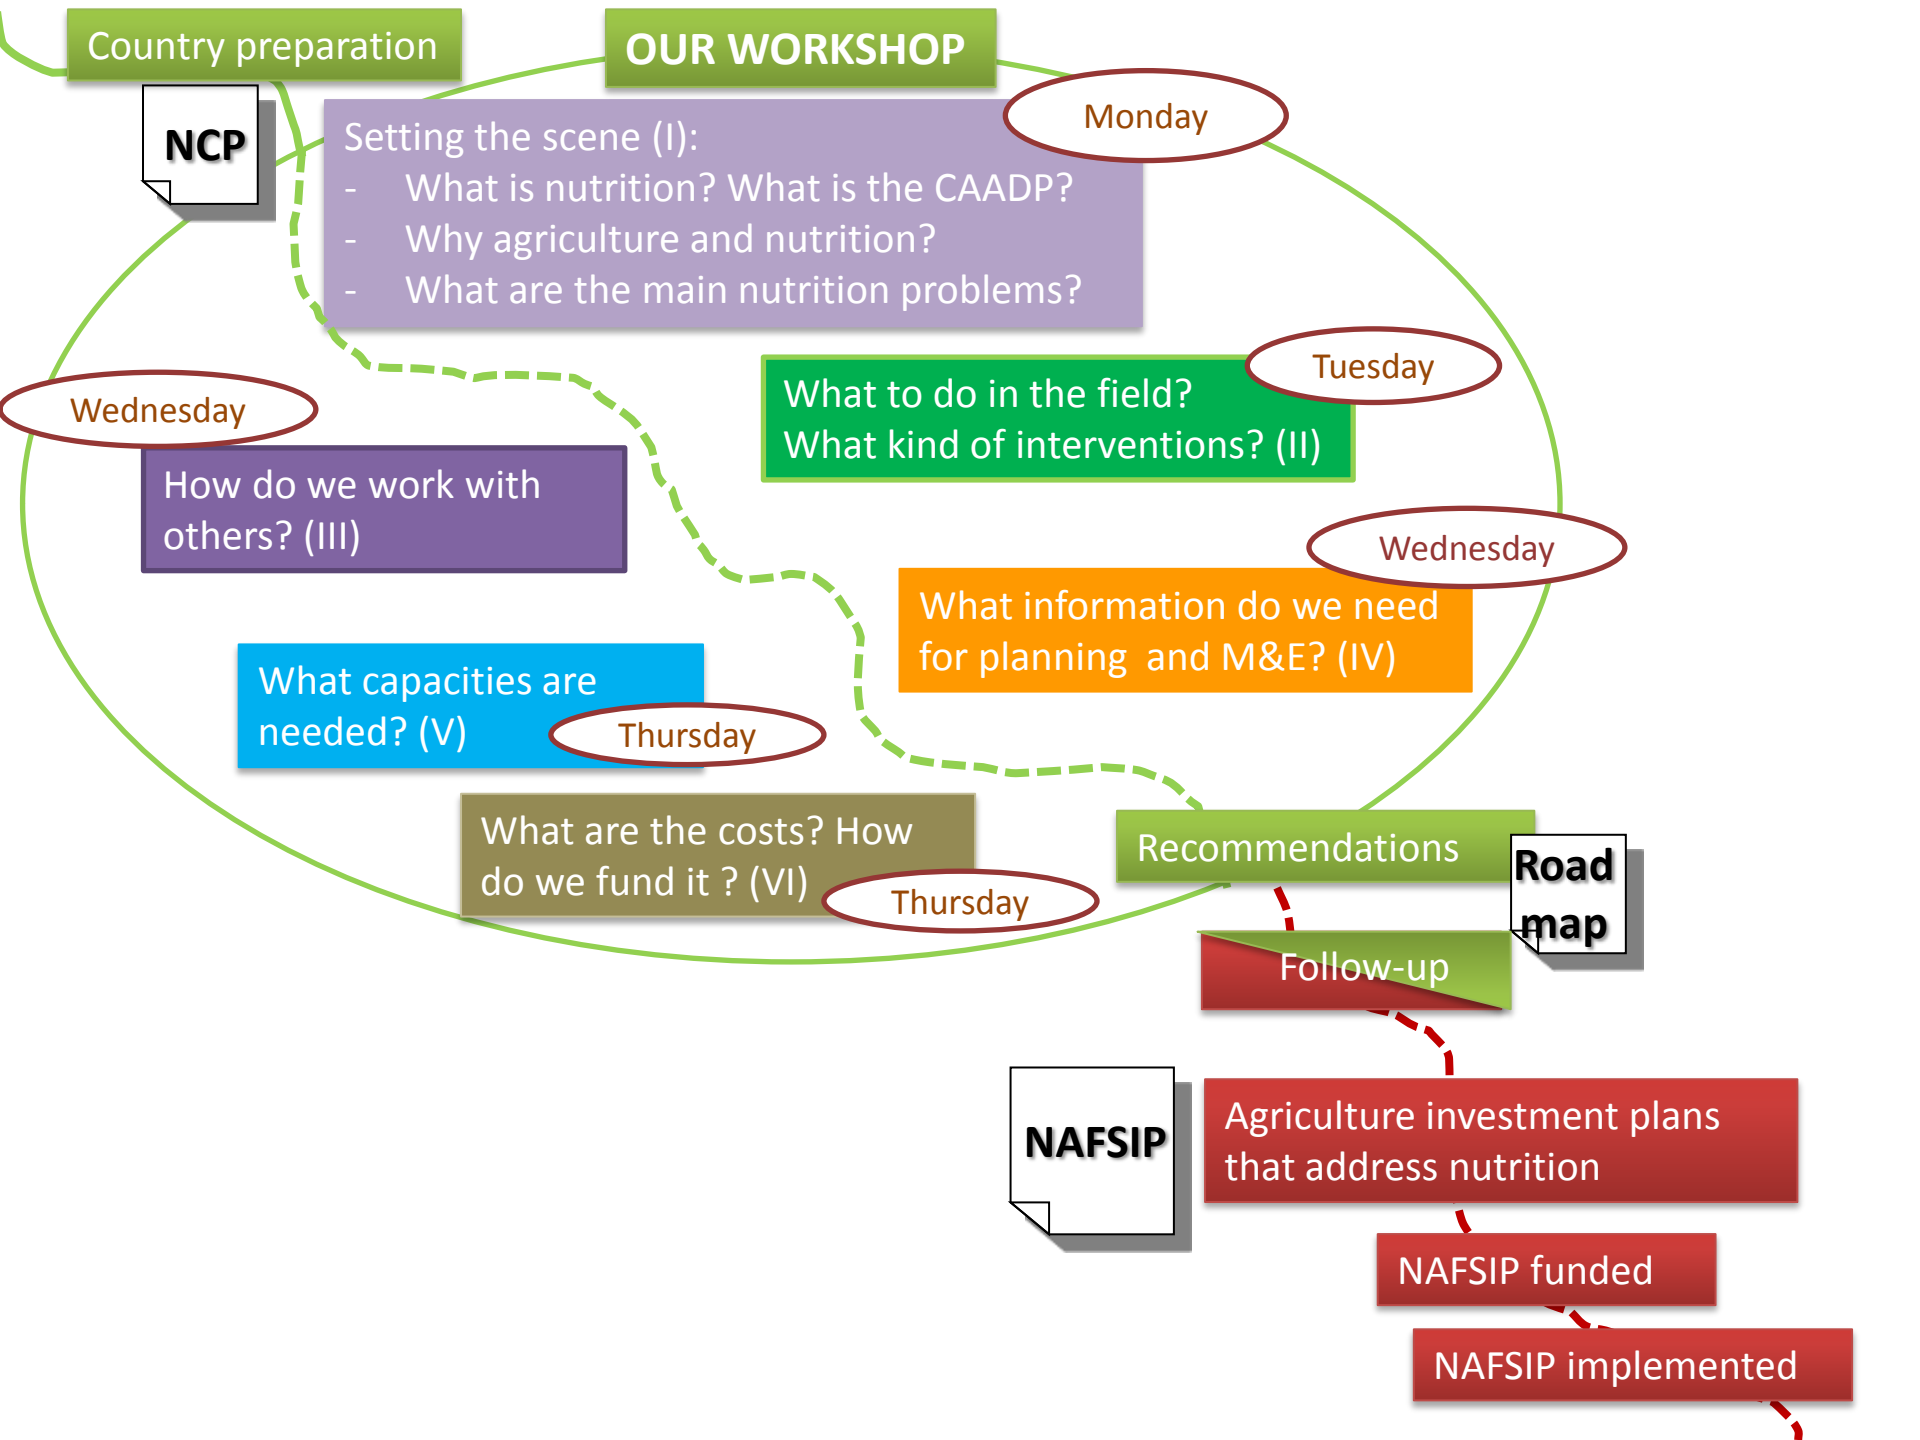 Country preparation
OUR WORKSHOP
NCP
Monday
Setting the scene (I):
- What is nutrition? What is the CAADP?
- Why agriculture and nutrition?
- What are the main nutrition problems?
Tuesday
What to do in the field?
What kind of interventions? (II)
Wednesday
How do we work with
others? (III)
Wednesday
What information do we need
for planning and M&E? (IV)
What capacities are
needed? (V)
Thursday
What are the costs? How
do we fund it ? (VI)
Thursday
Recommendations
Road
map
Follow-up
NAFSIP
Agriculture investment plans
that address nutrition
NAFSIP funded
NAFSIP implemented